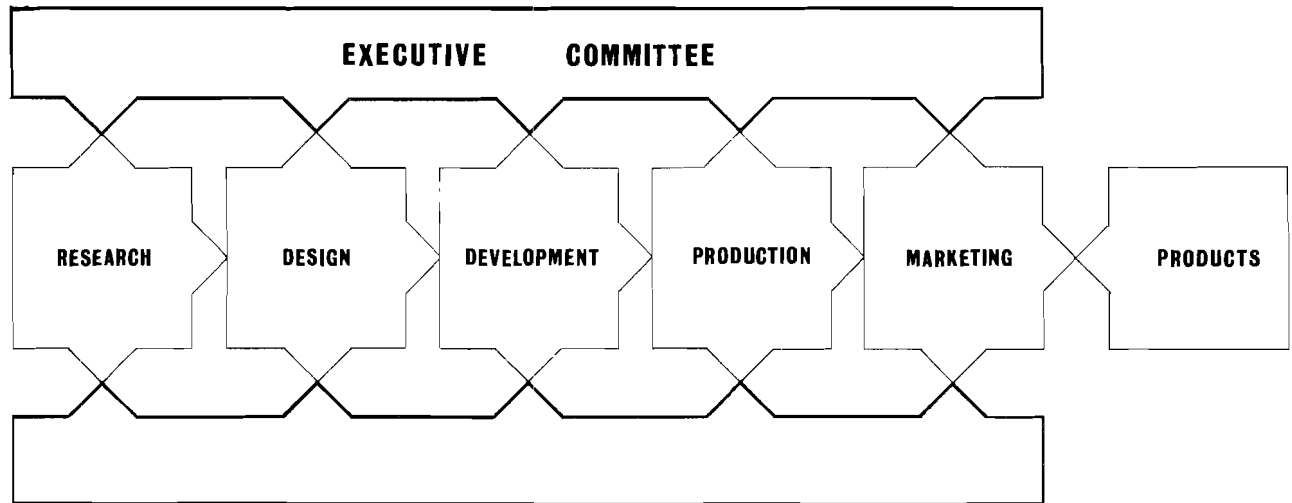 EXECUTIVE COMMITTEE
RESEARCH
DESIGN
DEVELOPMENT
PRODUCTION
MARKETING
PRODUCTS